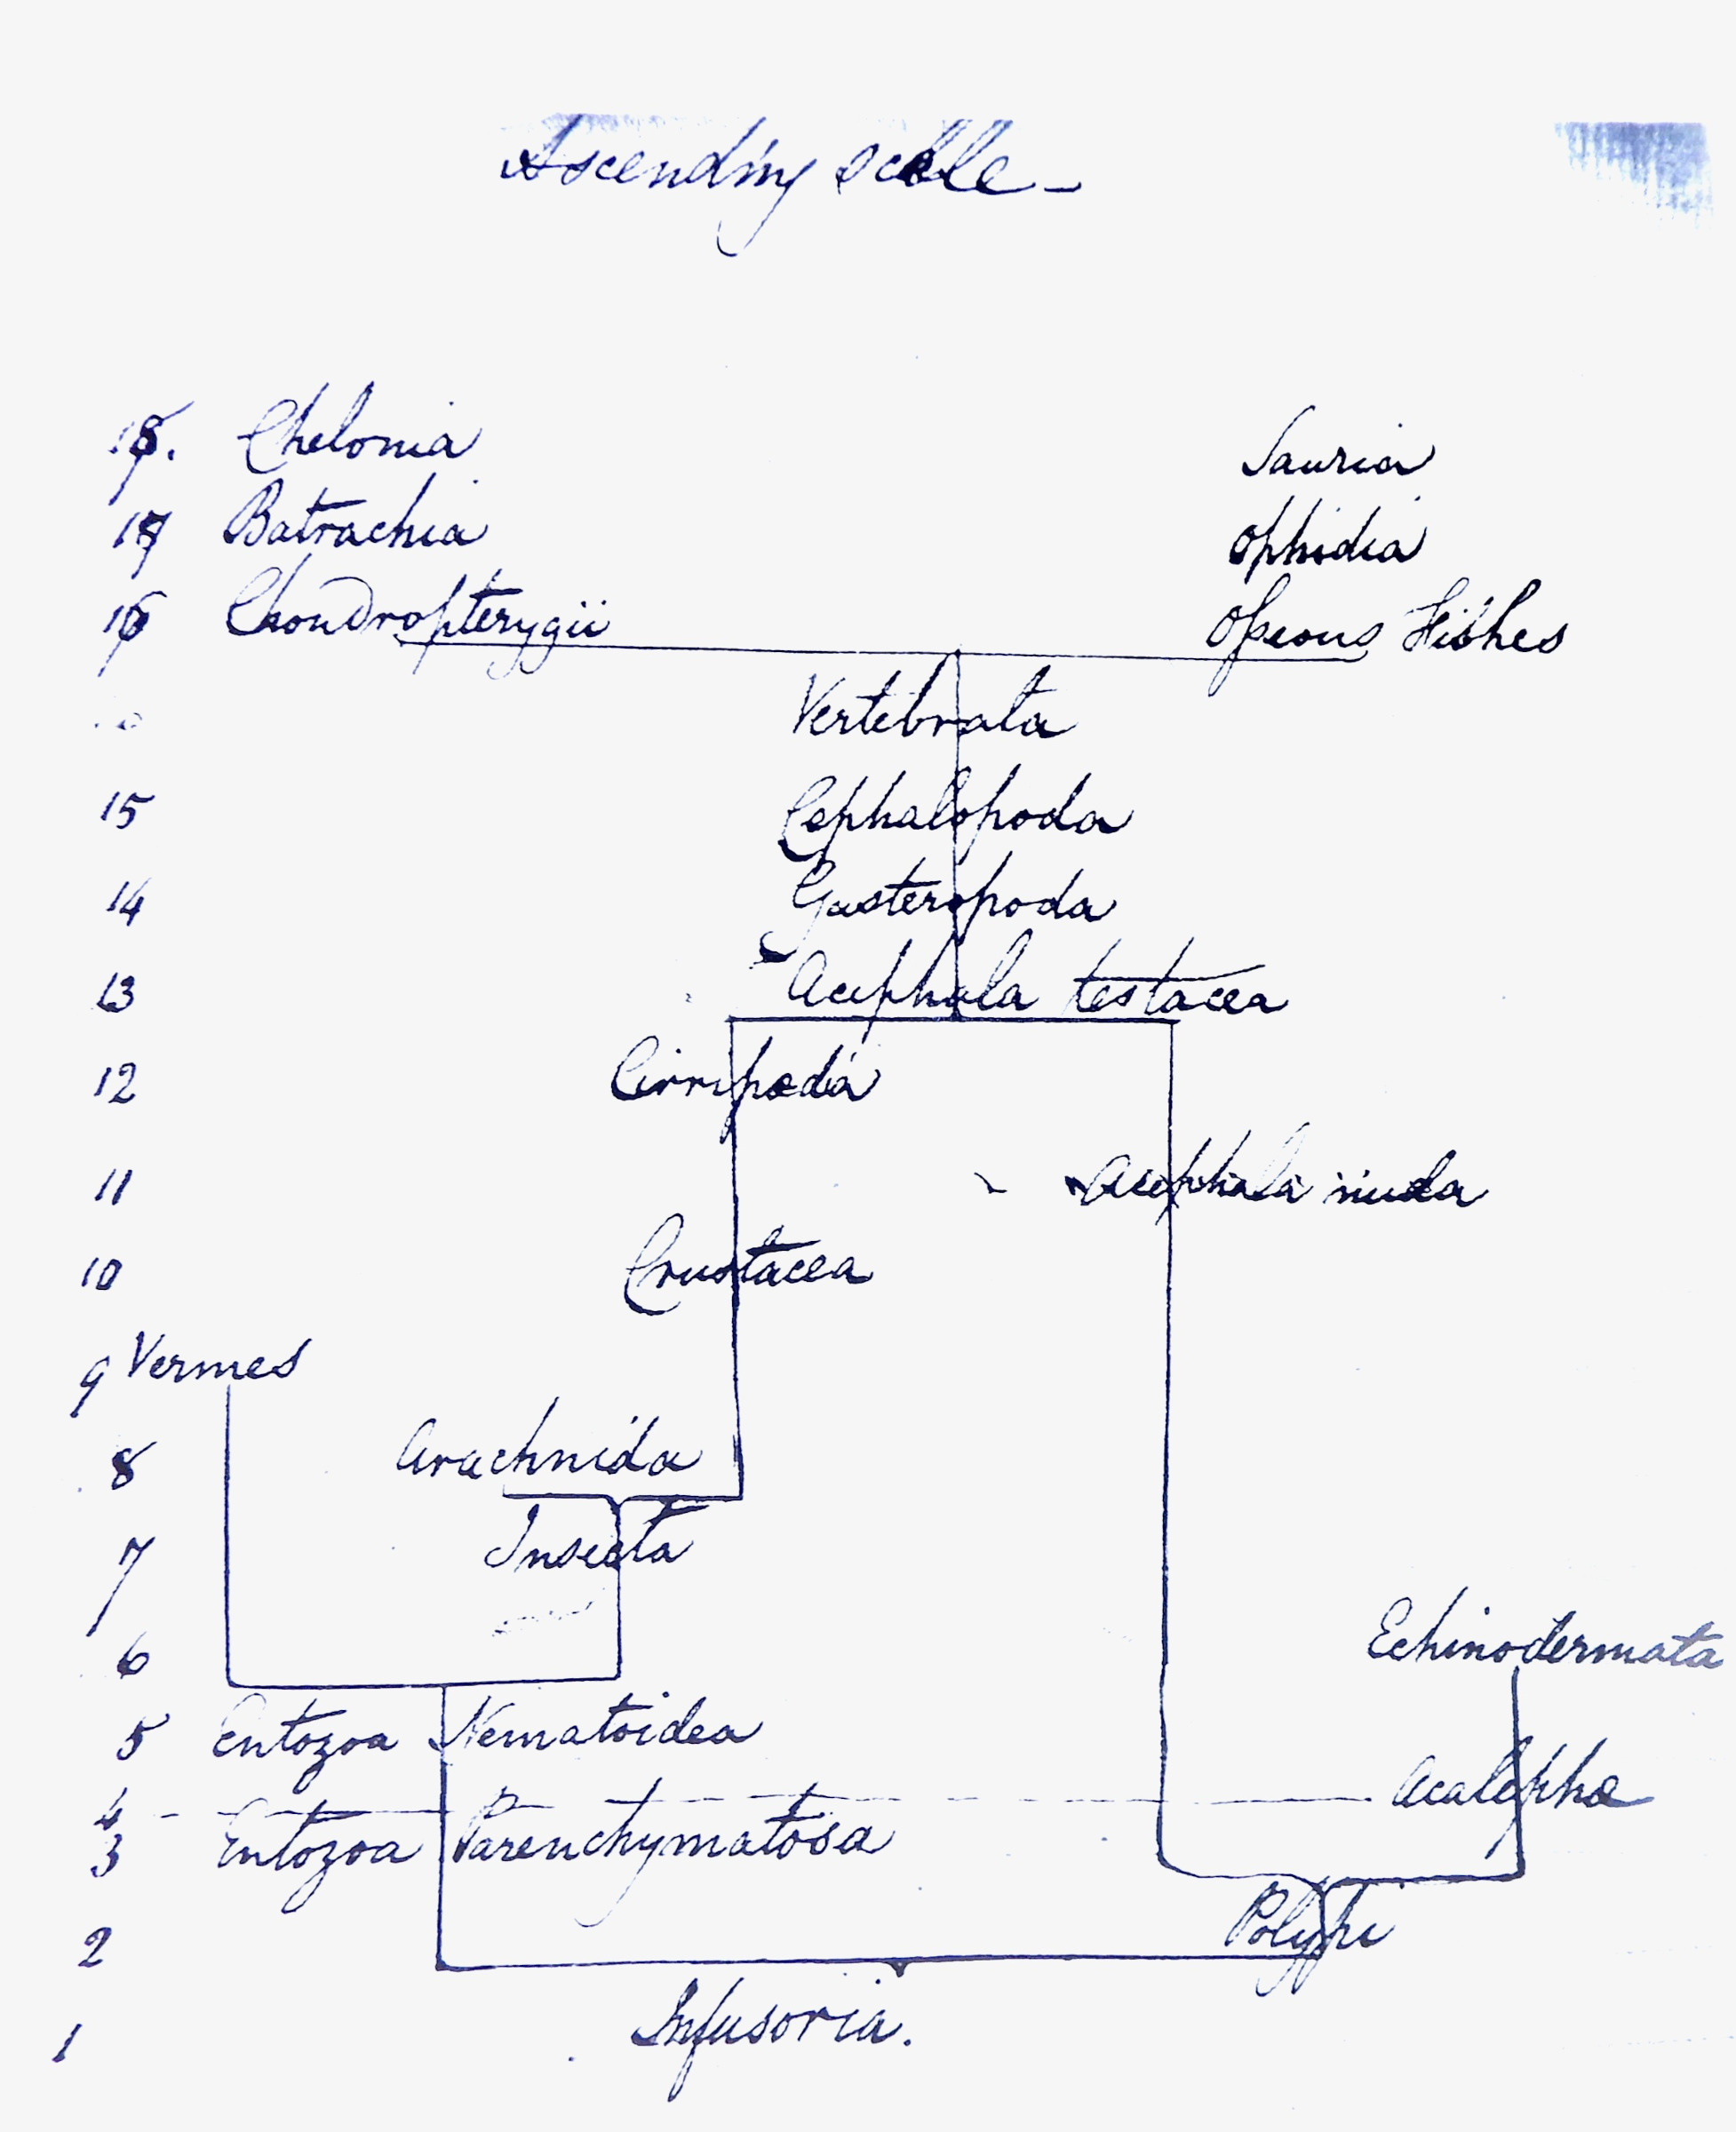 Ascending scale -
18. Chelonia Sauria
17 Batrachia Ophidia
16 Chondropterygii Osseous Fishes
Vertebrata
15 Cephalopoda
14 Gasteropoda
13 Acephala testacea
12 Cirripoda
11 Acephala nuda
10 Crustacea
9 Vermes
8 Arachnida
7 Insecta
6 Echinodermata
5 Entozoa Nematoidea
4 Acalepha
3 Entozoa Parenchymatosa
2 Polypi
1 Infusoria.